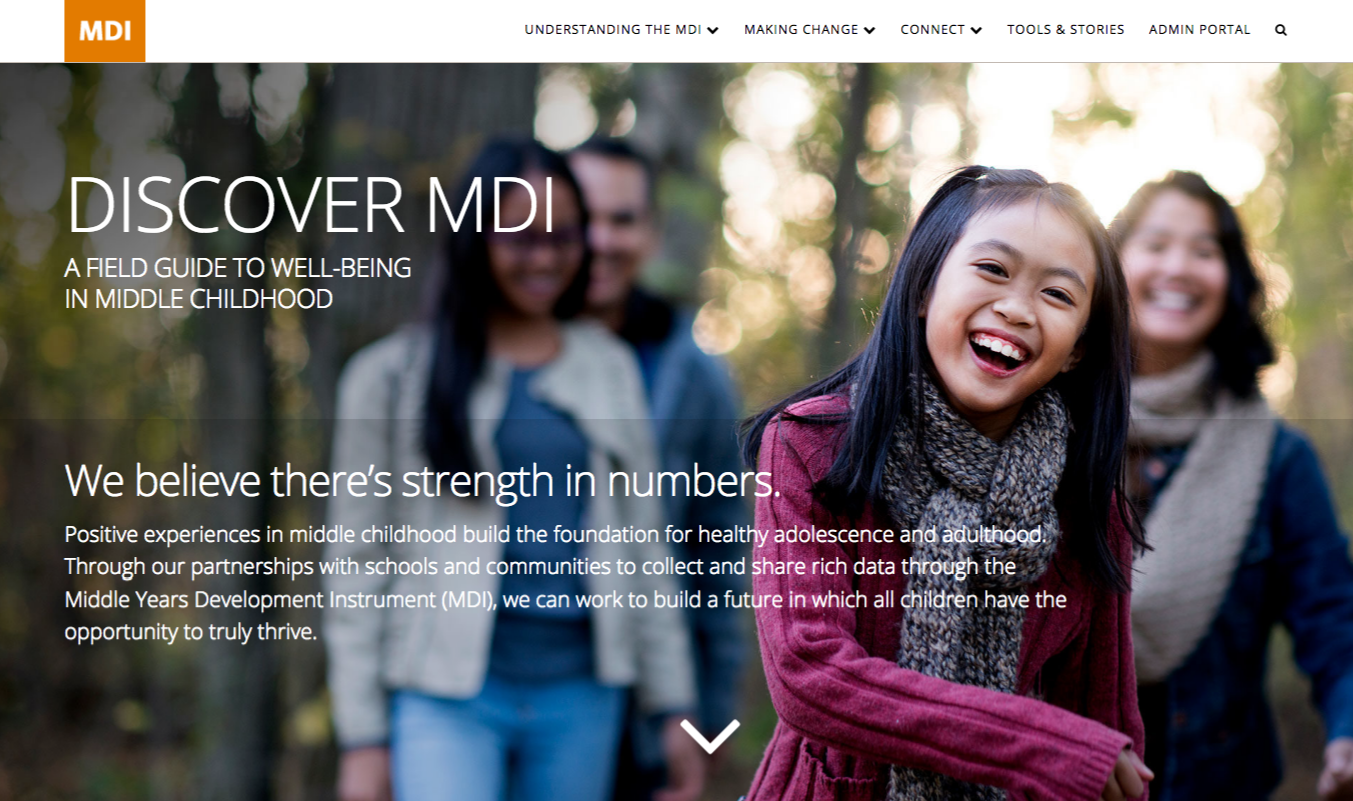 MDI
UNDERSTANDING THE MDI
MAKING CHANGE
CONNECT
TOOLS & STORIES
ADMIN PORTAL
DISCOVER MDI
A FIELD GUIDE TO WELL-BEING
IN MIDDLE CHILDHOOD
We believe there’s strength in numbers.
Positive experiences in middle childhood build the foundation for healthy adolescence and adulthood.
Through our partnerships with schools and communities to collect and share rich data through the
Middle Years Development Instrument (MDI), we can work to build a future in which all children have the
opportunity to truly thrive.